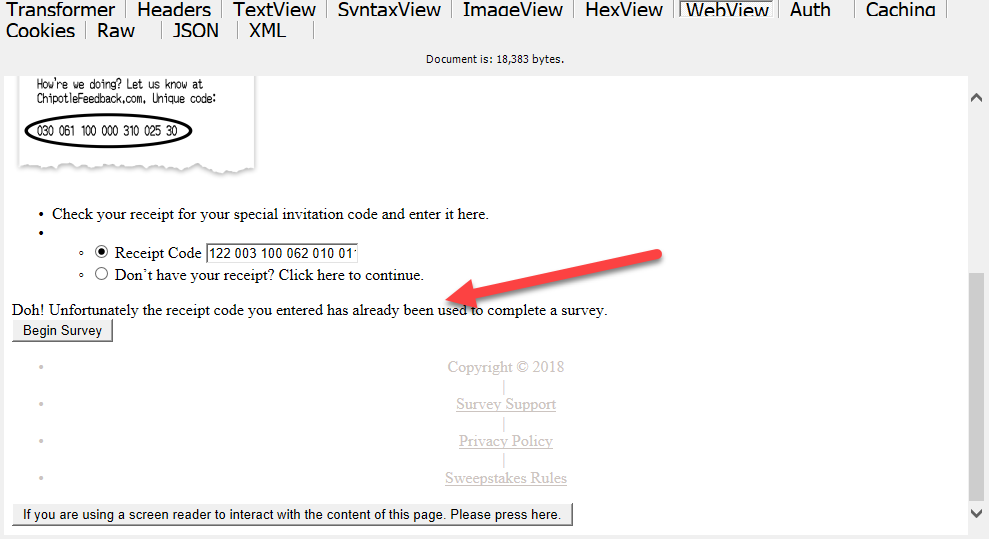 Transformer Headers TextView SyntaxView ImageView HexView WebView Auth Caching
Cookies Raw JSON XML
Document is: 18,383 bytes.
How're we doing? Let us know at
ChipotleFeedback.com. Unique code:
030 061 100 000 310 025 30
• Check your receipt for your special invitation code and enter it here.
Receipt Code 122 003 100 062 010 01
Don't have your receipt? Click here to continue.
Doh! Unfortunately the receipt code you entered has already been used to complete a survey.
Begin Survey
Copyright © 2018
|
Survey Support
|
Privacy Policy
|
Sweepstakes Rules
If you are using a screen reader to interact with the content of this page. Please press here.